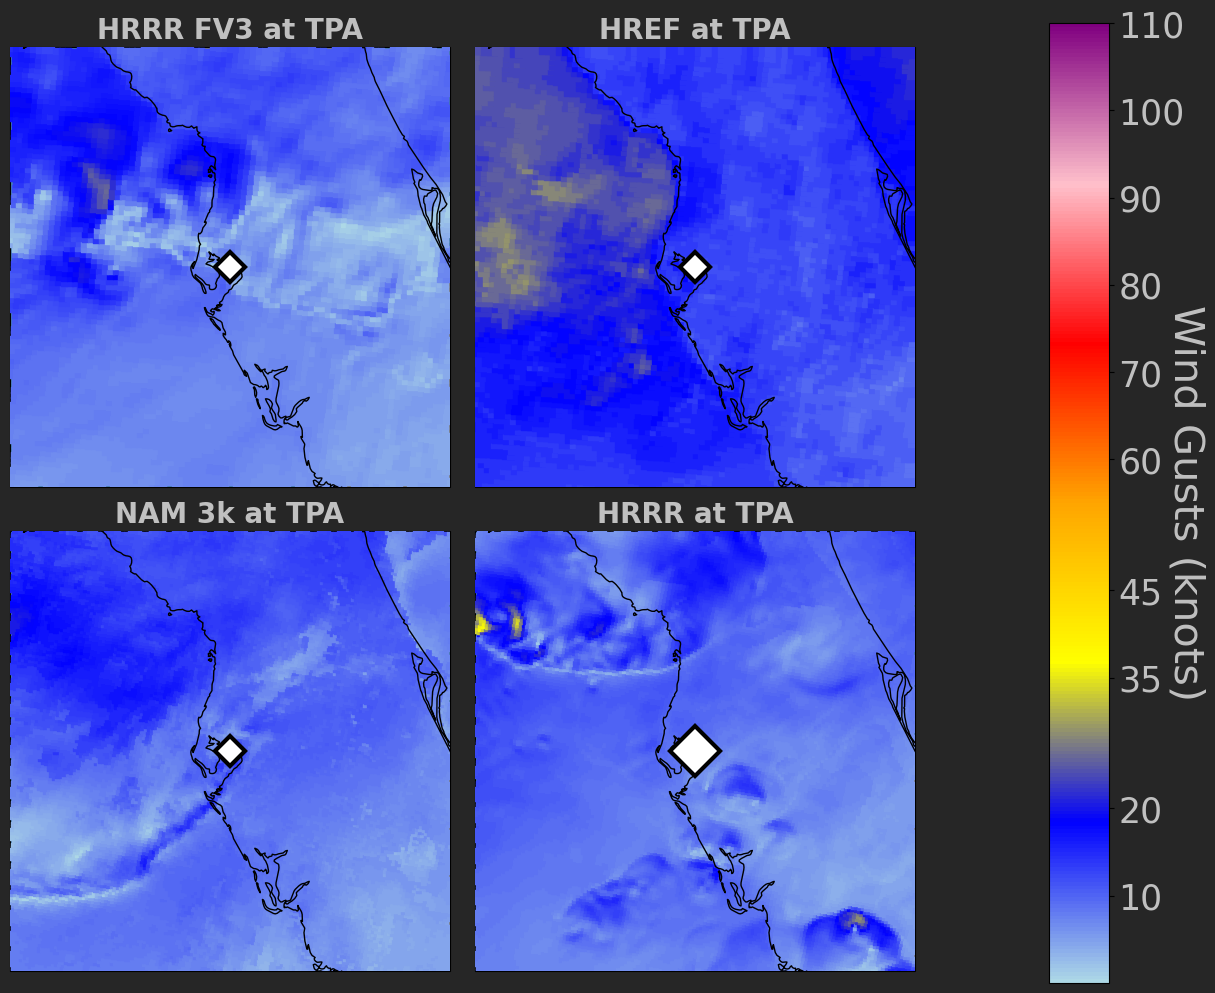 HRRR FV3 at TPA
HREF at TPA
NAM 3k at TPA
HRRR at TPA
110
100
90
80
70
60
45
35
20
10
Wind Gusts (knots)